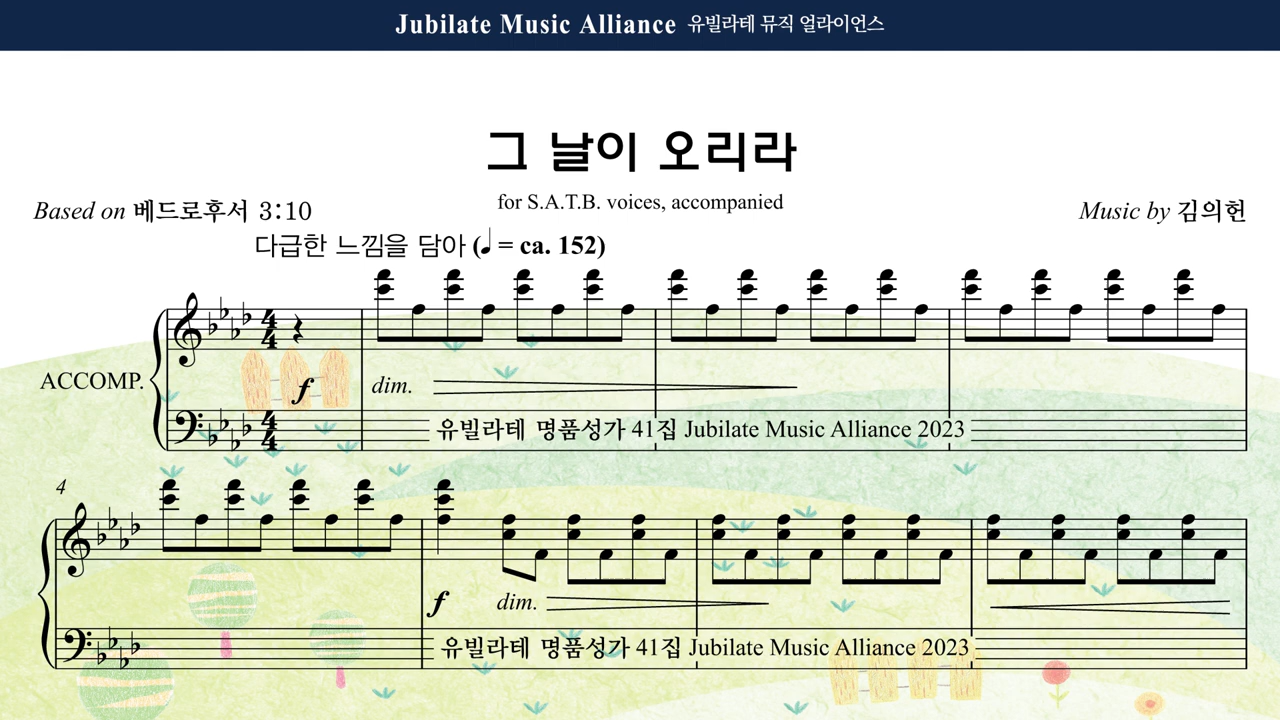 Jubilate Music Alliance 유빌라테 뮤직 얼라이언스
그 날이 오리라
for S.A.T.B. voices, accompanied
Based on 베드로후서 3:10
Music by 김의헌
다급한 느낌을 담아 (♩ = ca. 152)
ACCOMP.
f
dim.
유빌라테 명품성가 41집 Jubilate Music Alliance 2023
4
f
dim.
유빌라테 명품성가 41집 Jubilate Music Alliance 2023